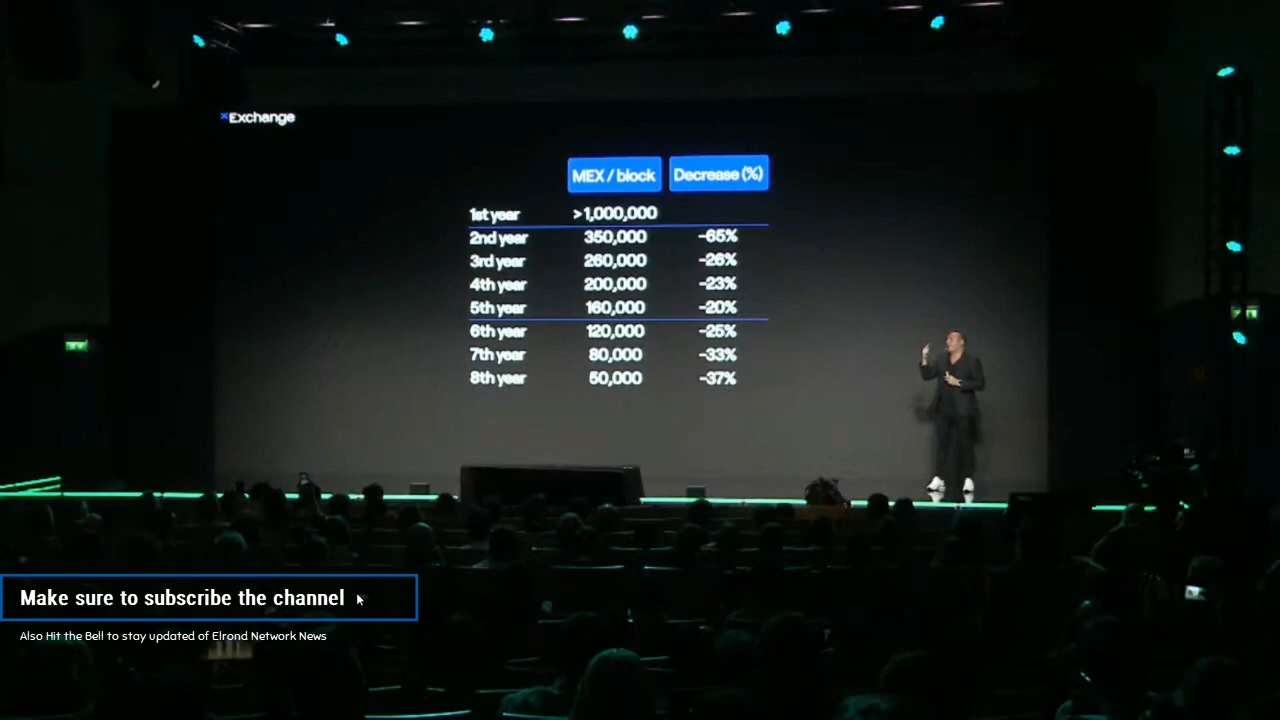 ×Exchange
MEX / block Decrease (%)
1st year >1,000,000
2nd year 350,000 -65%
3rd year 260,000 -26%
4th year 200,000 -23%
5th year 160,000 -20%
6th year 120,000 -25%
7th year 80,000 -33%
8th year 50,000 -37%
Make sure to subscribe the channel
Also Hit the Bell to stay updated of Elrond Network News